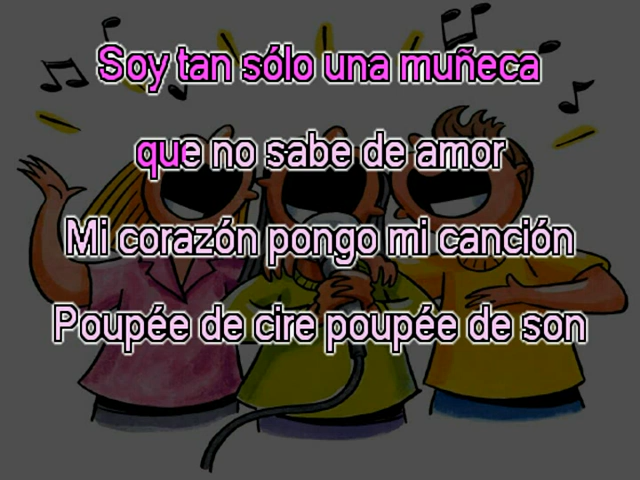 Soy tan sólo una muñeca
que no sabe de amor
Mi corazón pongo mi canción
Poupée de cire poupée de son